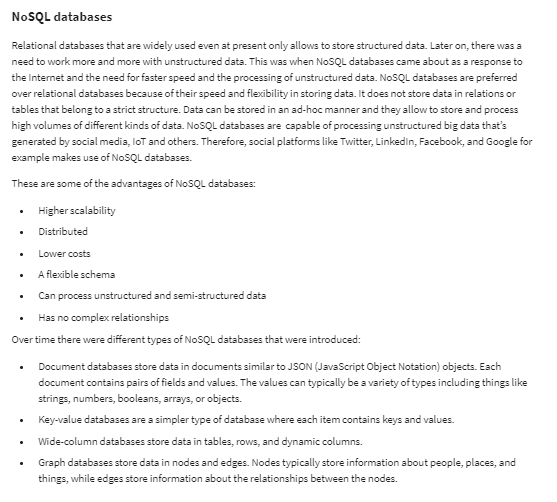 NoSQL databases
Relational databases that are widely used even at present only allows to store structured data. Later on, there was a
need to work more and more with unstructured data. This was when NoSQL databases came about as a response to
the Internet and the need for faster speed and the processing of unstructured data. NoSQL databases are preferred
over relational databases because of their speed and flexibility in storing data. It does not store data in relations or
tables that belong to a strict structure. Data can be stored in an ad-hoc manner and they allow to store and process
high volumes of different kinds of data. NoSQL databases are capable of processing unstructured big data that's
generated by social media, IoT and others. Therefore, social platforms like Twitter, LinkedIn, Facebook, and Google for
example makes use of NoSQL databases.
These are some of the advantages of NoSQL databases:
• Higher scalability
• Distributed
• Lower costs
• A flexible schema
• Can process unstructured and semi-structured data
• Has no complex relationships
Over time there were different types of NoSQL databases that were introduced:
• Document databases store data in documents similar to JSON (JavaScript Object Notation) objects. Each
document contains pairs of fields and values. The values can typically be a variety of types including things like
strings, numbers, booleans, arrays, or objects.
• Key-value databases are a simpler type of database where each item contains keys and values.
• Wide-column databases store data in tables, rows, and dynamic columns.
• Graph databases store data in nodes and edges. Nodes typically store information about people, places, and
things, while edges store information about the relationships between the nodes.